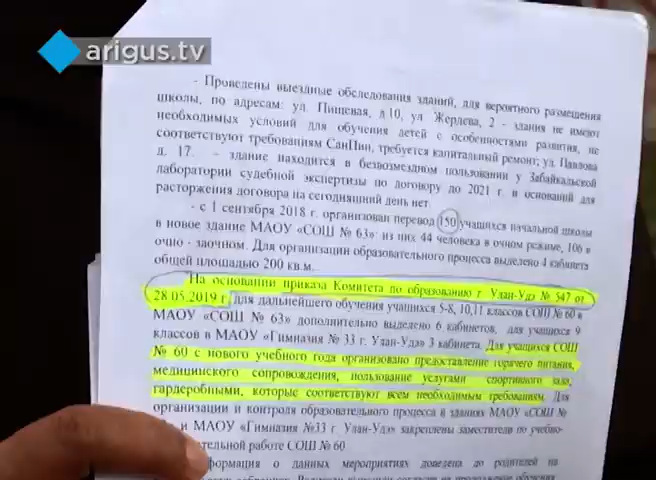 arigus.tv
- Проведены выездные обследования зданий, для вероятного размещения
школы, по адресам: ул. Пищевая, д.10, ул Жердева, 2 - здания не имеют
необходимых условий для обучения детей с особенностями развития, не
соответствуют требованиям СанПин, требуется капитальный ремонт; ул. Павлова
д. 17. - здание находится в безвозмездном пользовании у Забайкальской
лаборатории судебной экспертизы по договору до 2021 г. и оснований для
расторжения договора на сегодняшний день нет.
- с 1 сентября 2018 г. организован перевод 150 учащихся начальной школы
в новое здание МАОУ «СОШ № 63» из них 44 человека в очном режиме, 106 в
очно - заочном. Для организации образовательного процесса выделено 4 кабинета
общей площадью 200 кв.м.
На основании приказа Комитета по образованию г. Улан-Удэ № 547 от
28.05.2019 г. для дальнейшего обучения учащихся 5-8, 10,11 классов СОШ № 60 в
МАОУ «СОШ № 63» дополнительно выделено 6 кабинетов, для учащихся 9
классов в МАОУ «Гимназия № 33 г. Улан-Удэ» 3 кабинета. Для учащихся СОШ
№ 60 с нового учебного года организовано предоставление горячего питания,
медицинского сопровождения, пользование услугами спортивного зала,
гардеробными, которые соответствуют всем необходимым требованиям. Для
организации и контроля образовательного процесса в зданиях МАОУ «СОШ №
и МАОУ «Гимназия №33 г. Улан-Удэ» закреплены заместители по учебно-
ательной работе СОШ № 60
формация о данных мероприятиях доведена до родителей на